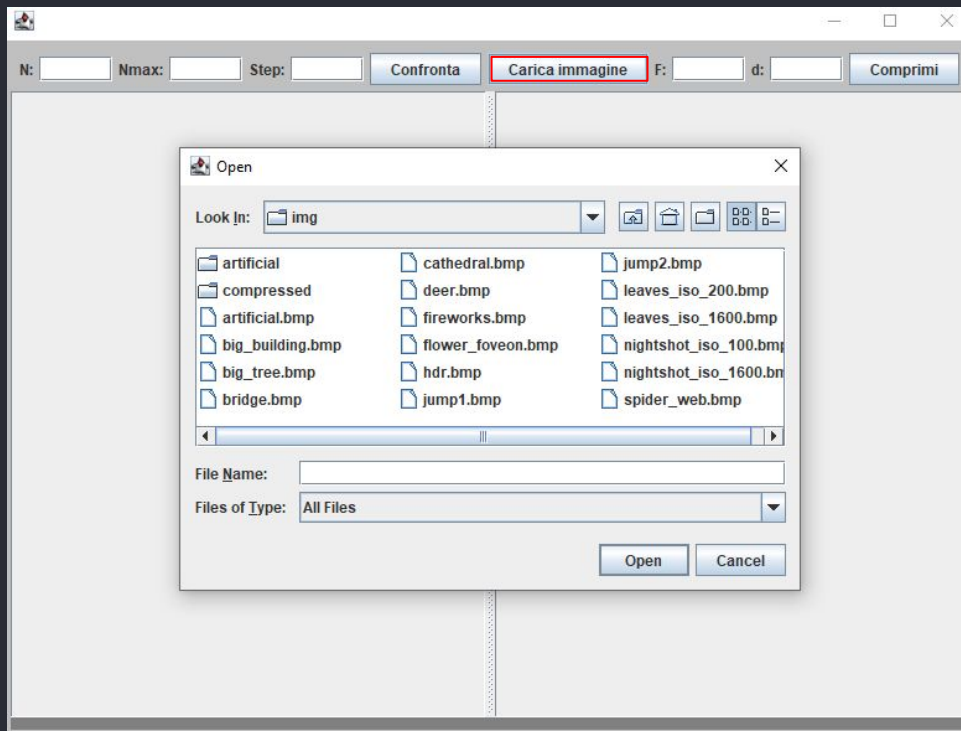 N: Nmax: Step: Confronta Carica immagine F: d: Comprimi
Open
Look In: img
artificial cathedral.bmp jump2.bmp
compressed deer.bmp leaves_iso_200.bmp
artificial.bmp fireworks.bmp leaves_iso_1600.bmp
big_building.bmp flower_foveon.bmp nightshot_iso_100.bmp
big_tree.bmp hdr.bmp nightshot_iso_1600.bm
bridge.bmp jump1.bmp spider_web.bmp
File Name:
Files of Type: All Files
Open Cancel